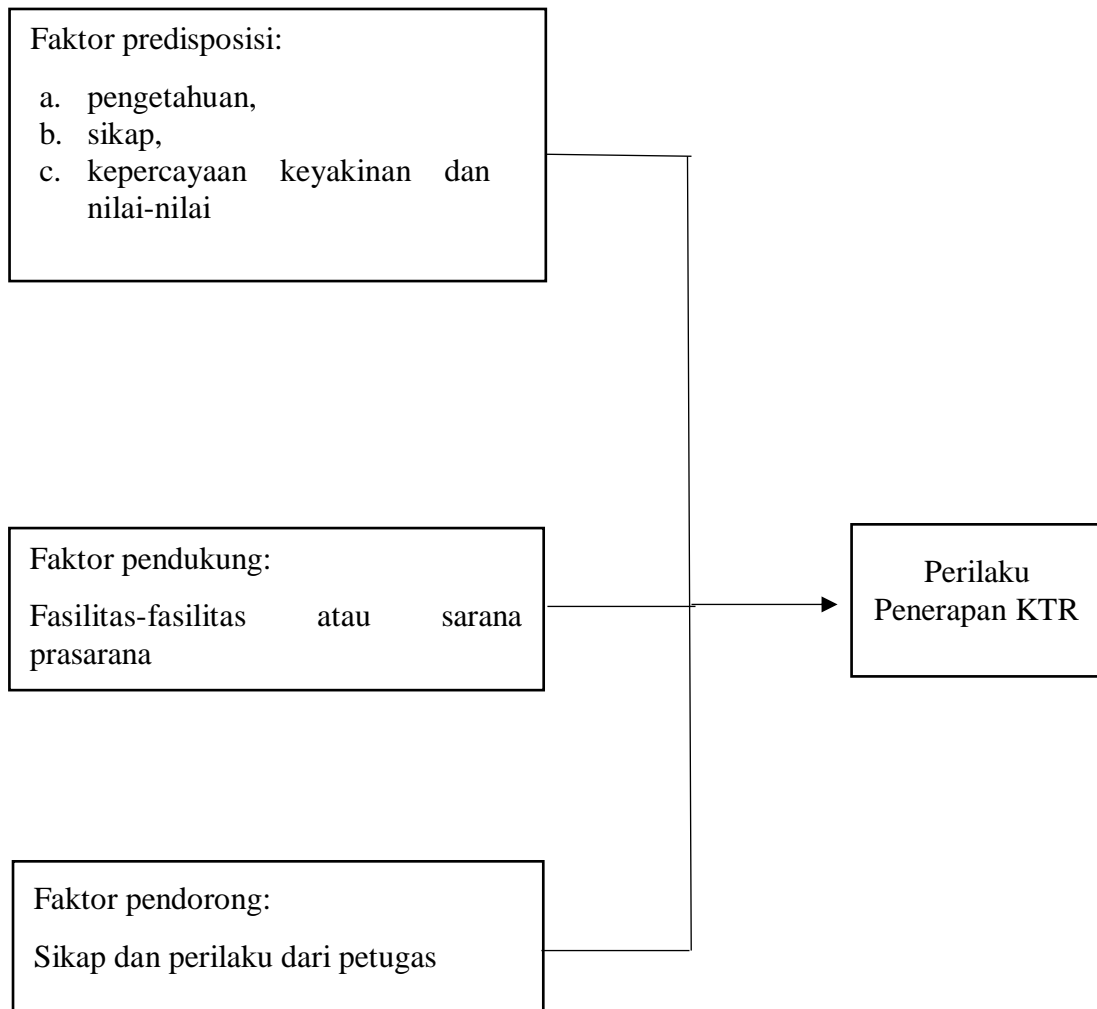 Faktor predisposisi:
a. pengetahuan,
b. sikap,
c. kepercayaan keyakinan dan
nilai-nilai
Faktor pendukung:
Fasilitas-fasilitas atau sarana
prasarana
Perilaku
Penerapan KTR
Faktor pendorong:
Sikap dan perilaku dari petugas